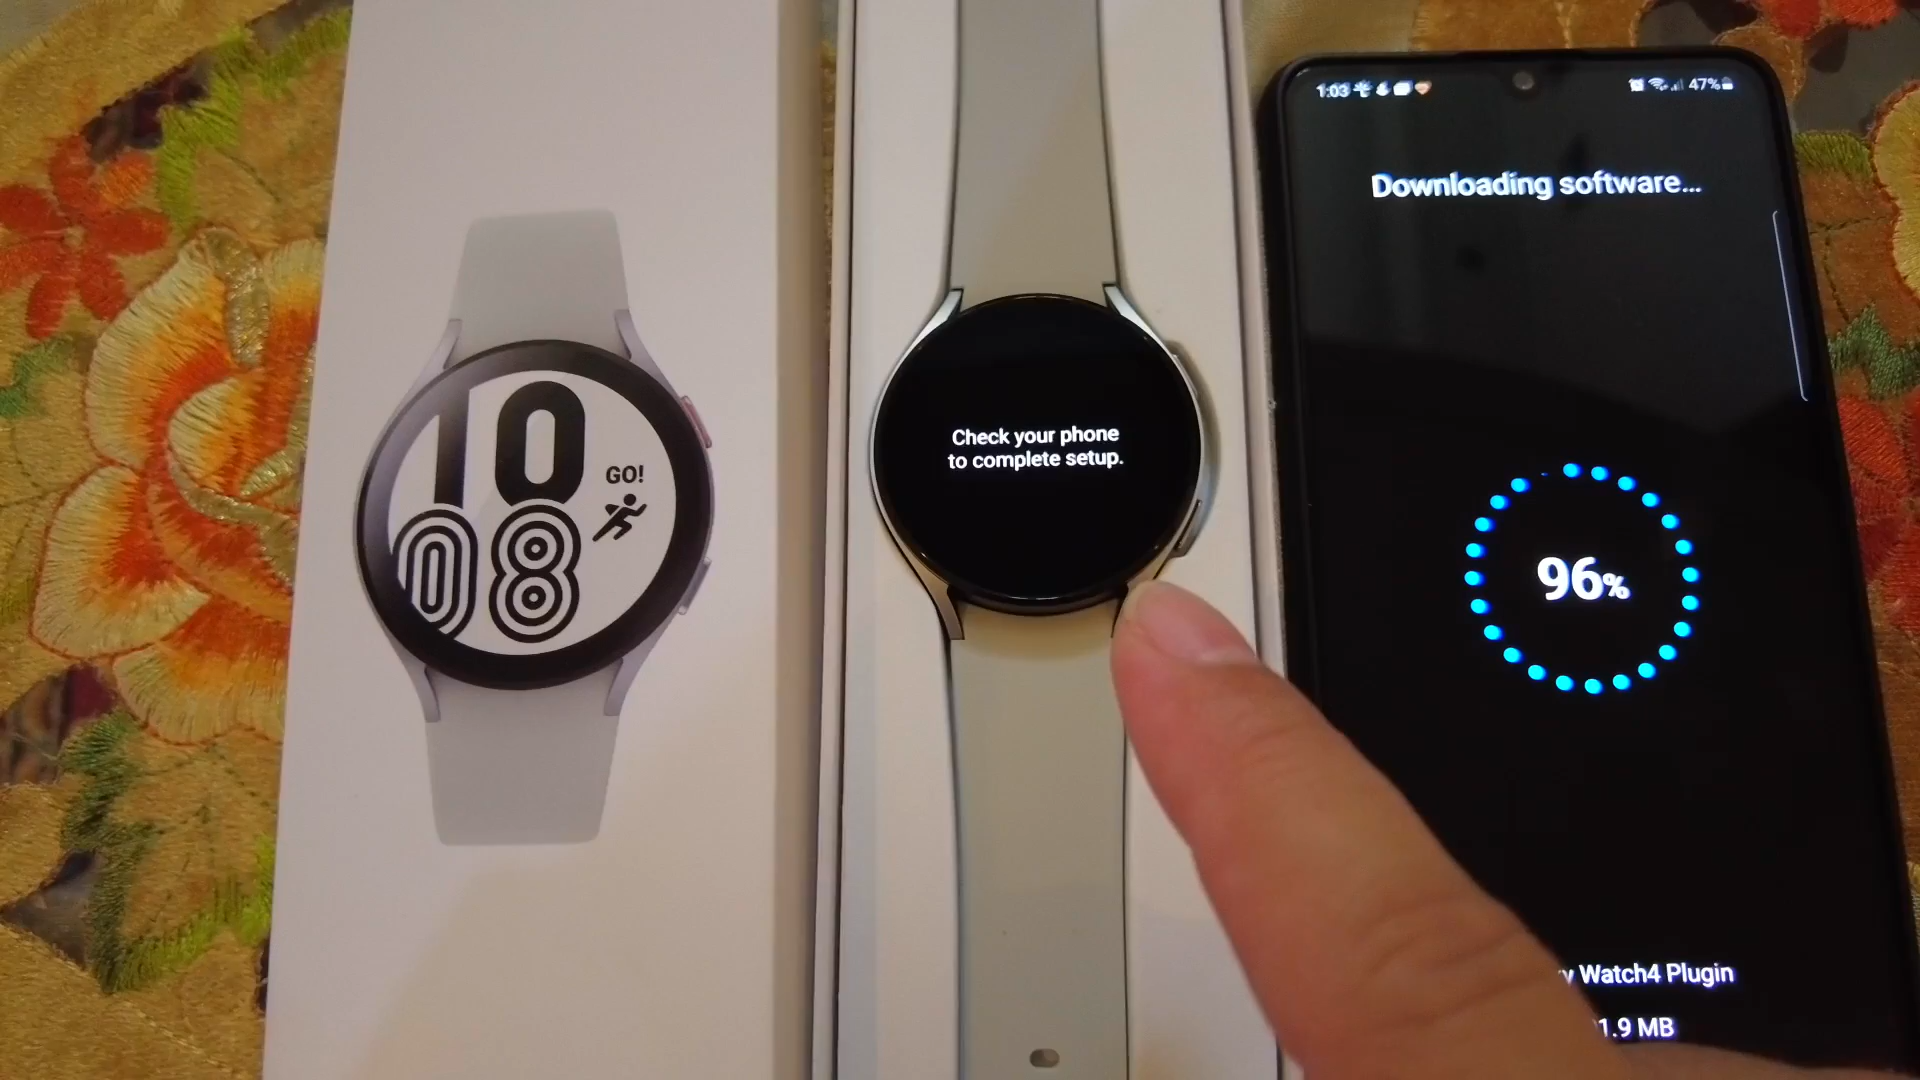 10
08
GO!
Check your phone
to complete setup.
1:03
47%
Downloading software...
96%
Watch4 Plugin
1.9 MB